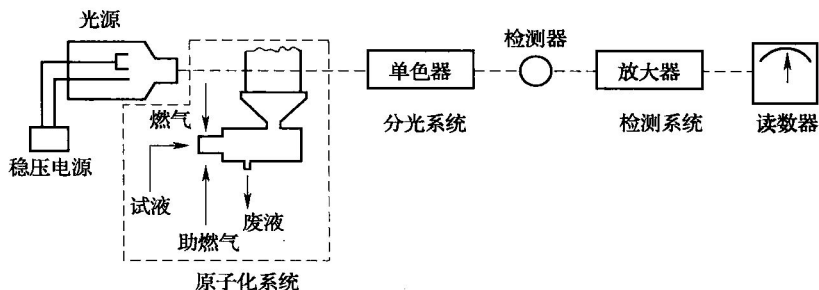 光源
稳压电源
燃气
试液
助燃气
废液
原子化系统
单色器
分光系统
检测器
放大器
检测系统
读数器